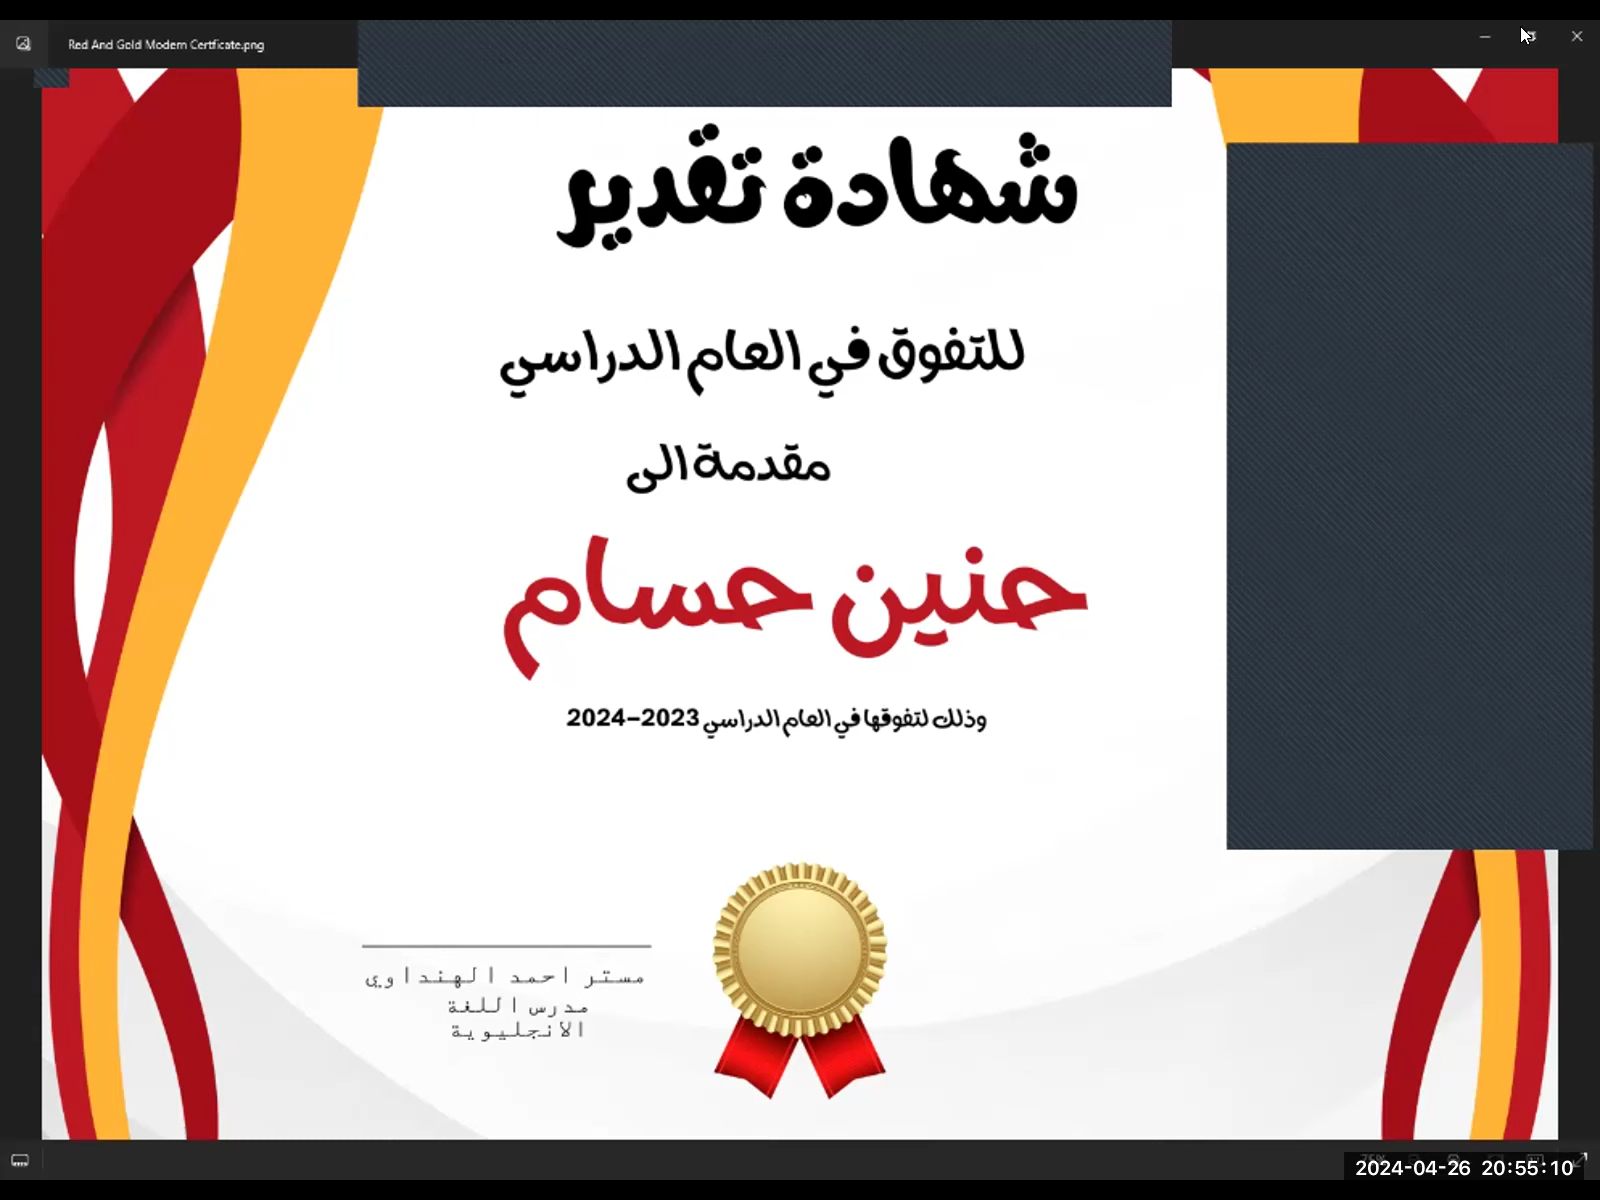 Red And Gold Modern Certficate.png
شهادة تقدير
للتفوق في العام الدراسي
مقدمة الى
حنين حسام
وذلك لتفوقها في العام الدراسي 2023-2024
مستر احمد الهنداوي
مدرس اللغة
الانجليوية
2024-04-26 20:55:10